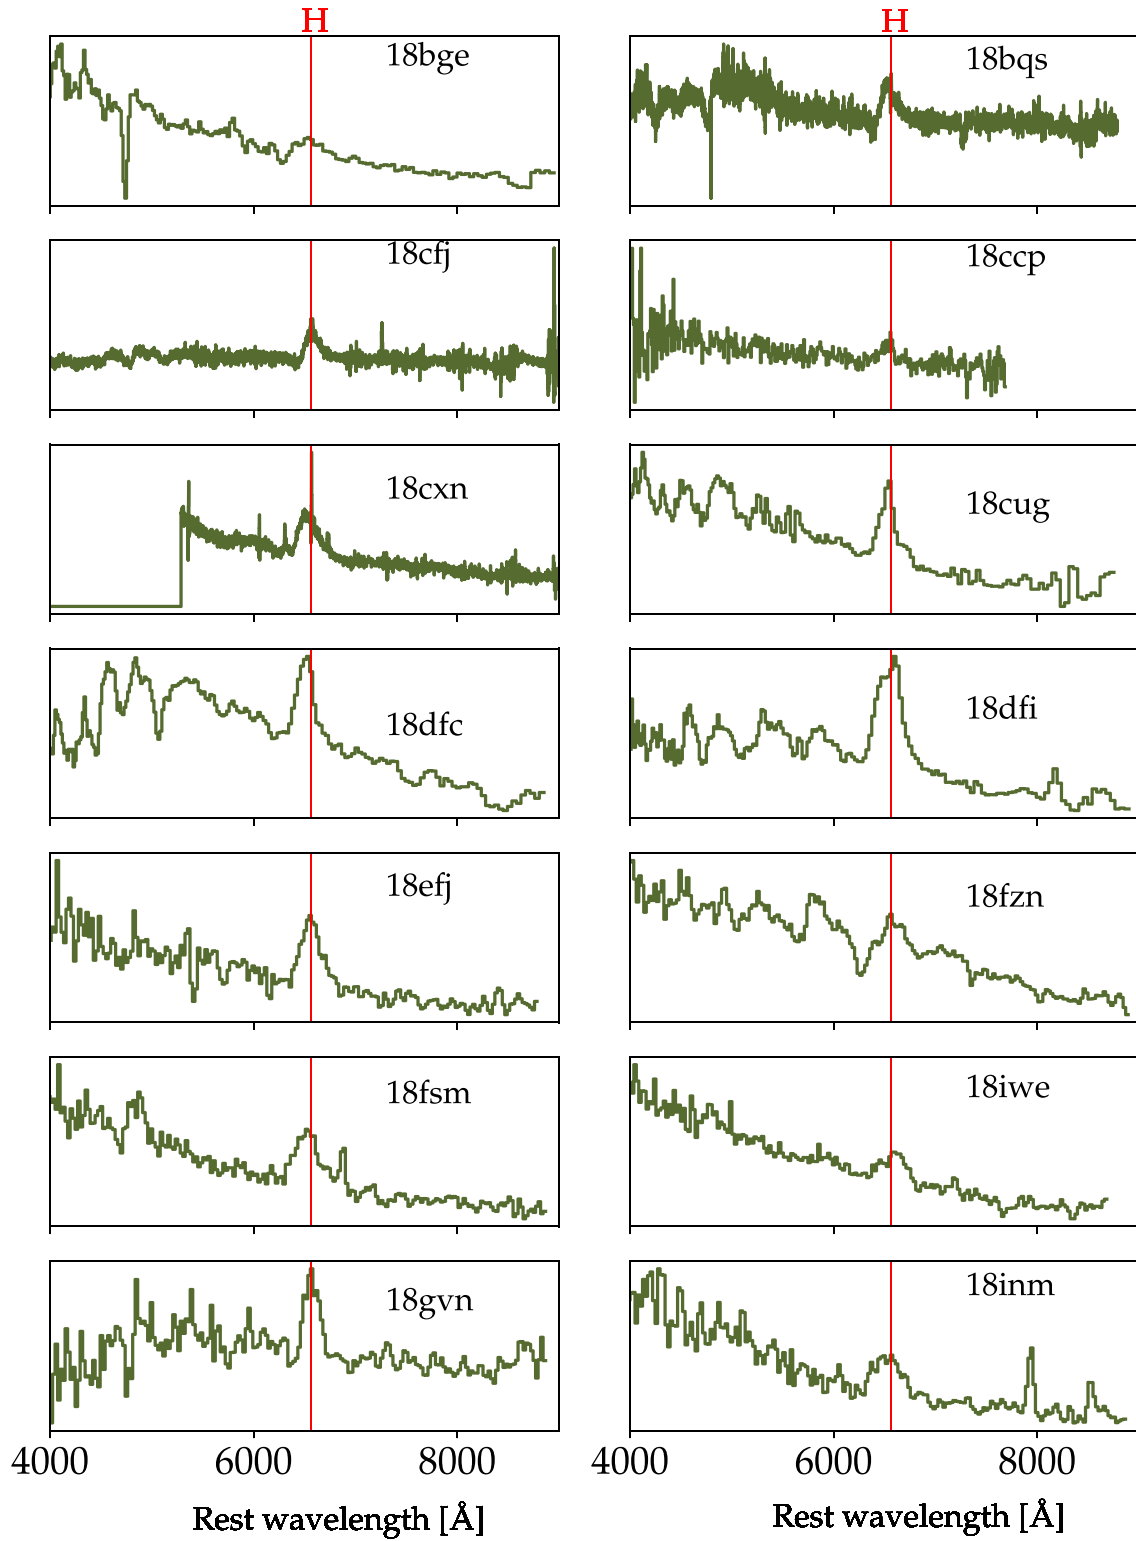 H H
18bge 18bqs
18cfj 18ccp
18cxn 18cug
18dfc 18dfi
18efj 18fzn
18fsm 18iwe
18gvn 18inm
4000 6000 8000 4000 6000 8000
Rest wavelength [Å] Rest wavelength [Å]